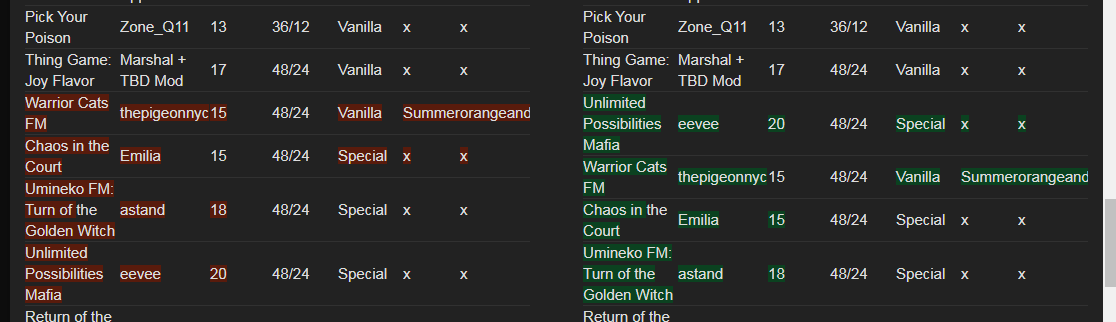 Pick Your
Poison
Zone_Q11 13 36/12 Vanilla x x
Thing Game:
Joy Flavor
Marshal +
TBD Mod
17 48/24 Vanilla x x
Warrior Cats
FM
thepigeonnyc 15 48/24 Vanilla Summerorangeand
Chaos in the
Court
Emilia 15 48/24 Special x x
Umineko FM:
Turn of the
Golden Witch
astand 18 48/24 Special x x
Unlimited
Possibilities
Mafia
eevee 20 48/24 Special x x
Return of the
Pick Your
Poison
Zone_Q11 13 36/12 Vanilla x x
Thing Game:
Joy Flavor
Marshal +
TBD Mod
17 48/24 Vanilla x x
Unlimited
Possibilities
Mafia
eevee 20 48/24 Special x x
Warrior Cats
FM
thepigeonnyc 15 48/24 Vanilla Summerorangeand
Chaos in the
Court
Emilia 15 48/24 Special x x
Umineko FM:
Turn of the
Golden Witch
astand 18 48/24 Special x x
Return of the